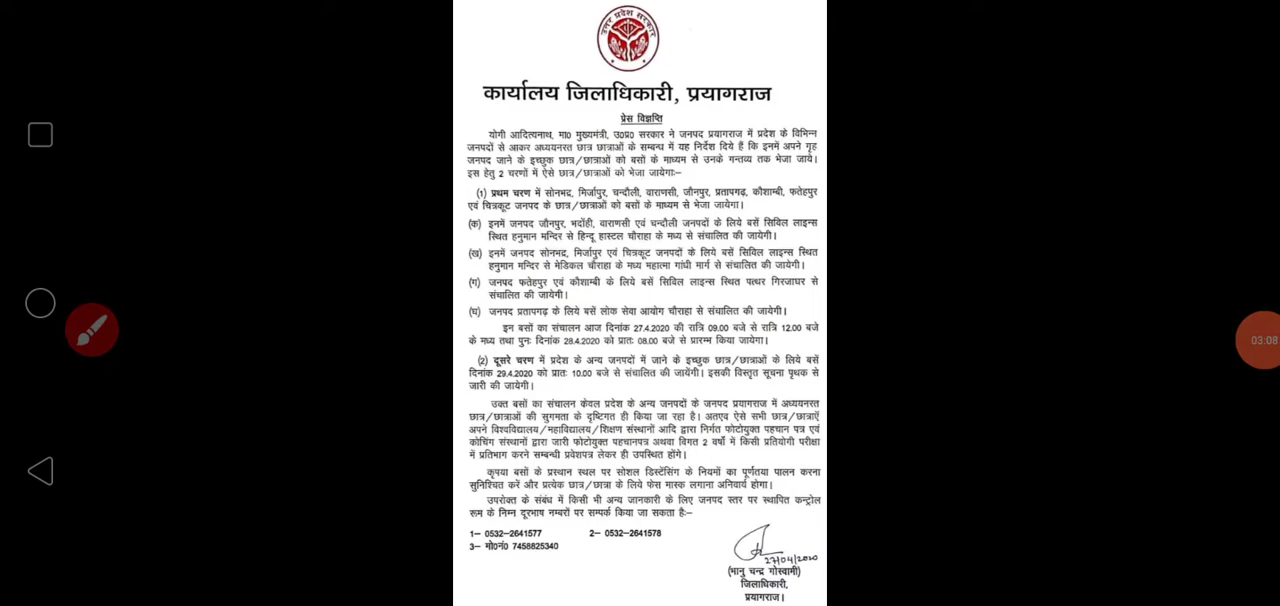 उत्तर प्रदेश सरकार
कार्यालय जिलाधिकारी, प्रयागराज
प्रेस विज्ञप्ति
योगी आदित्यनाथ, मा0 मुख्यमंत्री, उ0प्र0 सरकार ने जनपद प्रयागराज में प्रदेश के विभिन्न
जनपदों से आकर अध्ययनरत छात्र छात्राओं के सम्बन्ध में यह निर्देश दिये हैं कि इनमें अपने गृह
जनपद जाने के इच्छुक छात्र/छात्राओं को बसों के माध्यम से उनके गन्तव्य तक भेजा जाये।
इस हेतु 2 चरणों में ऐसे छात्र/छात्राओं को भेजा जायेगाः–
(1) प्रथम चरण में सोनभद्र, मिर्जापुर, चन्दौली, वाराणसी, जौनपुर, प्रतापगढ़, कौशाम्बी, फतेहपुर
एवं चित्रकूट जनपद के छात्र/छात्राओं को बसों के माध्यम से भेजा जायेगा।
(क) इनमें जनपद जौनपुर, भदोंही, वाराणसी एवं चन्दौली जनपदों के लिये बसें सिविल लाइन्स
स्थित हनुमान मन्दिर से हिन्दू हास्टल चौराहा के मध्य से संचालित की जायेगी।
(ख) इनमें जनपद सोनभद्र, मिर्जापुर एवं चित्रकूट जनपदों के लिये बसें सिविल लाइन्स स्थित
हनुमान मन्दिर से मेडिकल चौराहा के मध्य महात्मा गांधी मार्ग से संचालित की जायेगी।
(ग) जनपद फतेहपुर एवं कौशाम्बी के लिये बसें सिविल लाइन्स स्थित पत्थर गिरजाघर से
संचालित की जायेगी।
(घ) जनपद प्रतापगढ़ के लिये बसें लोक सेवा आयोग चौराहा से संचालित की जायेगी।
इन बसों का संचालन आज दिनांक 27.4.2020 की रात्रि 09.00 बजे से रात्रि 12.00 बजे
के मध्य तथा पुनः दिनांक 28.4.2020 को प्रातः 08.00 बजे से प्रारम्भ किया जायेगा।
(2) दूसरे चरण में प्रदेश के अन्य जनपदों में जाने के इच्छुक छात्र/छात्राओं के लिये बसें
दिनांक 29.4.2020 को प्रातः 10.00 बजे से संचालित की जायेंगी। इसकी विस्तृत सूचना पृथक से
जारी की जायेगी।
उक्त बसों का संचालन केवल प्रदेश के अन्य जनपदों के जनपद प्रयागराज में अध्ययनरत
छात्र/छात्राओं की सुगमता के दृष्टिगत ही किया जा रहा है। अतएव ऐसे सभी छात्र/छात्राऐं
अपने विश्वविद्यालय/महाविद्यालय/शिक्षण संस्थानों आदि द्वारा निर्गत फोटोयुक्त पहचान पत्र एवं
कोचिंग संस्थानों द्वारा जारी फोटोयुक्त पहचानपत्र अथवा विगत 2 वर्षों में किसी प्रतियोगी परीक्षा
में प्रतिभाग करने सम्बन्धी प्रवेशपत्र लेकर ही उपस्थित होंगे।
कृपया बसों के प्रस्थान स्थल पर सोशल डिस्टेंसिंग के नियमों का पूर्णतया पालन करना
सुनिश्चित करें और प्रत्येक छात्र/छात्रा के लिये फेस मास्क लगाना अनिवार्य होगा।
उपरोक्त के संबंध में किसी भी अन्य जानकारी के लिए जनपद स्तर पर स्थापित कन्ट्रोल
रूम के निम्न दूरभाष नम्बरों पर सम्पर्क किया जा सकता हैः–
1– 0532–2641577 2– 0532–2641578
3– मो0नं0 7458825340
27/04/2020
(भानु चन्द्र गोस्वामी)
जिलाधिकारी,
प्रयागराज।
03:08